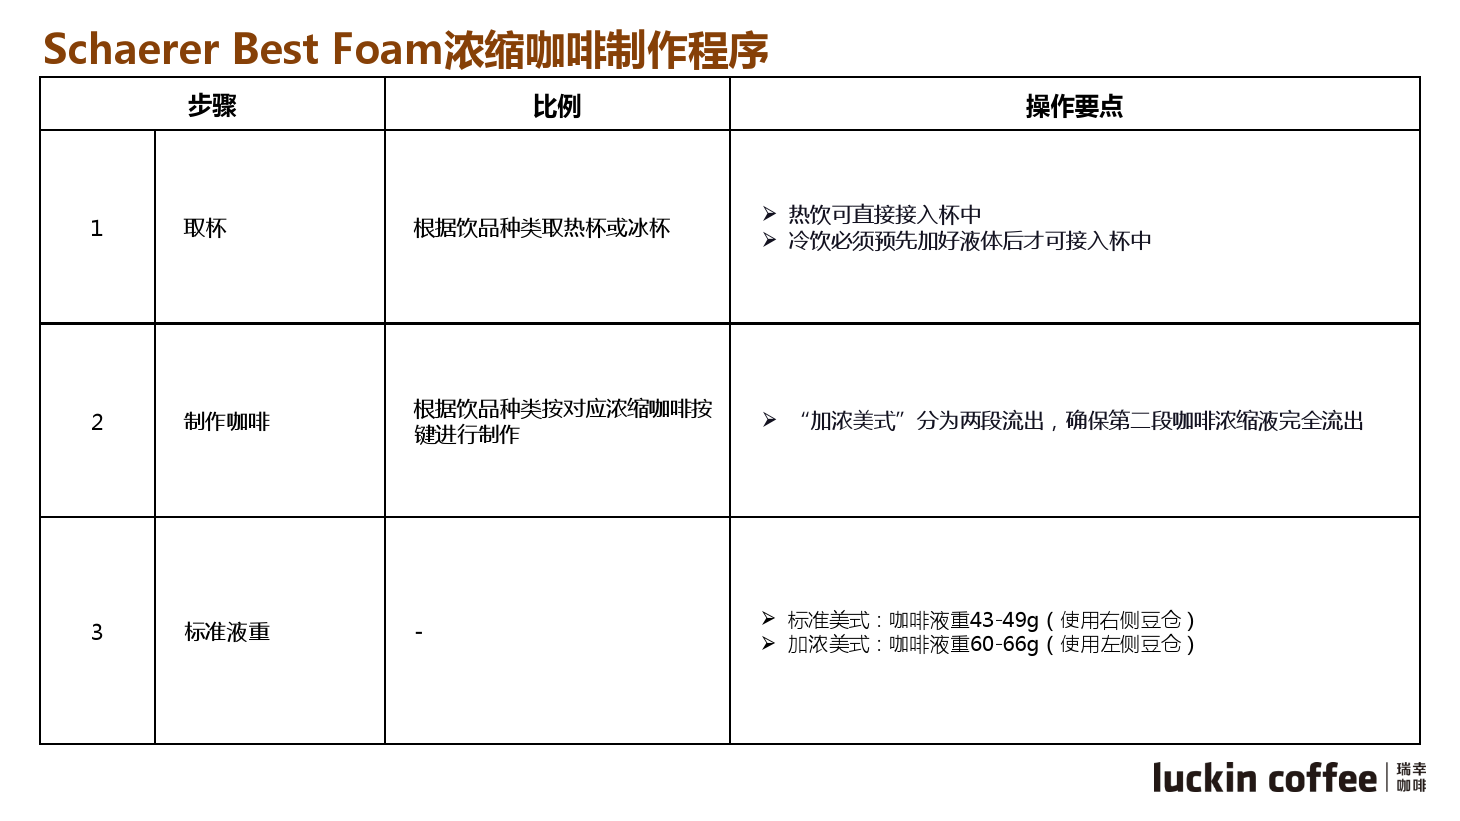 Schaerer Best Foam浓缩咖啡制作程序
步骤
比例
操作要点
1
取杯
根据饮品种类取热杯或冰杯
➢ 热饮可直接接入杯中
➢ 冷饮必须预先加好液体后才可接入杯中
2
制作咖啡
根据饮品种类按对应浓缩咖啡按
键进行制作
➢ “加浓美式”分为两段流出，确保第二段咖啡浓缩液完全流出
3
标准液重
-
➢ 标准美式：咖啡液重43-49g（使用右侧豆仓）
➢ 加浓美式：咖啡液重60-66g（使用左侧豆仓）
luckin coffee
瑞幸
咖啡